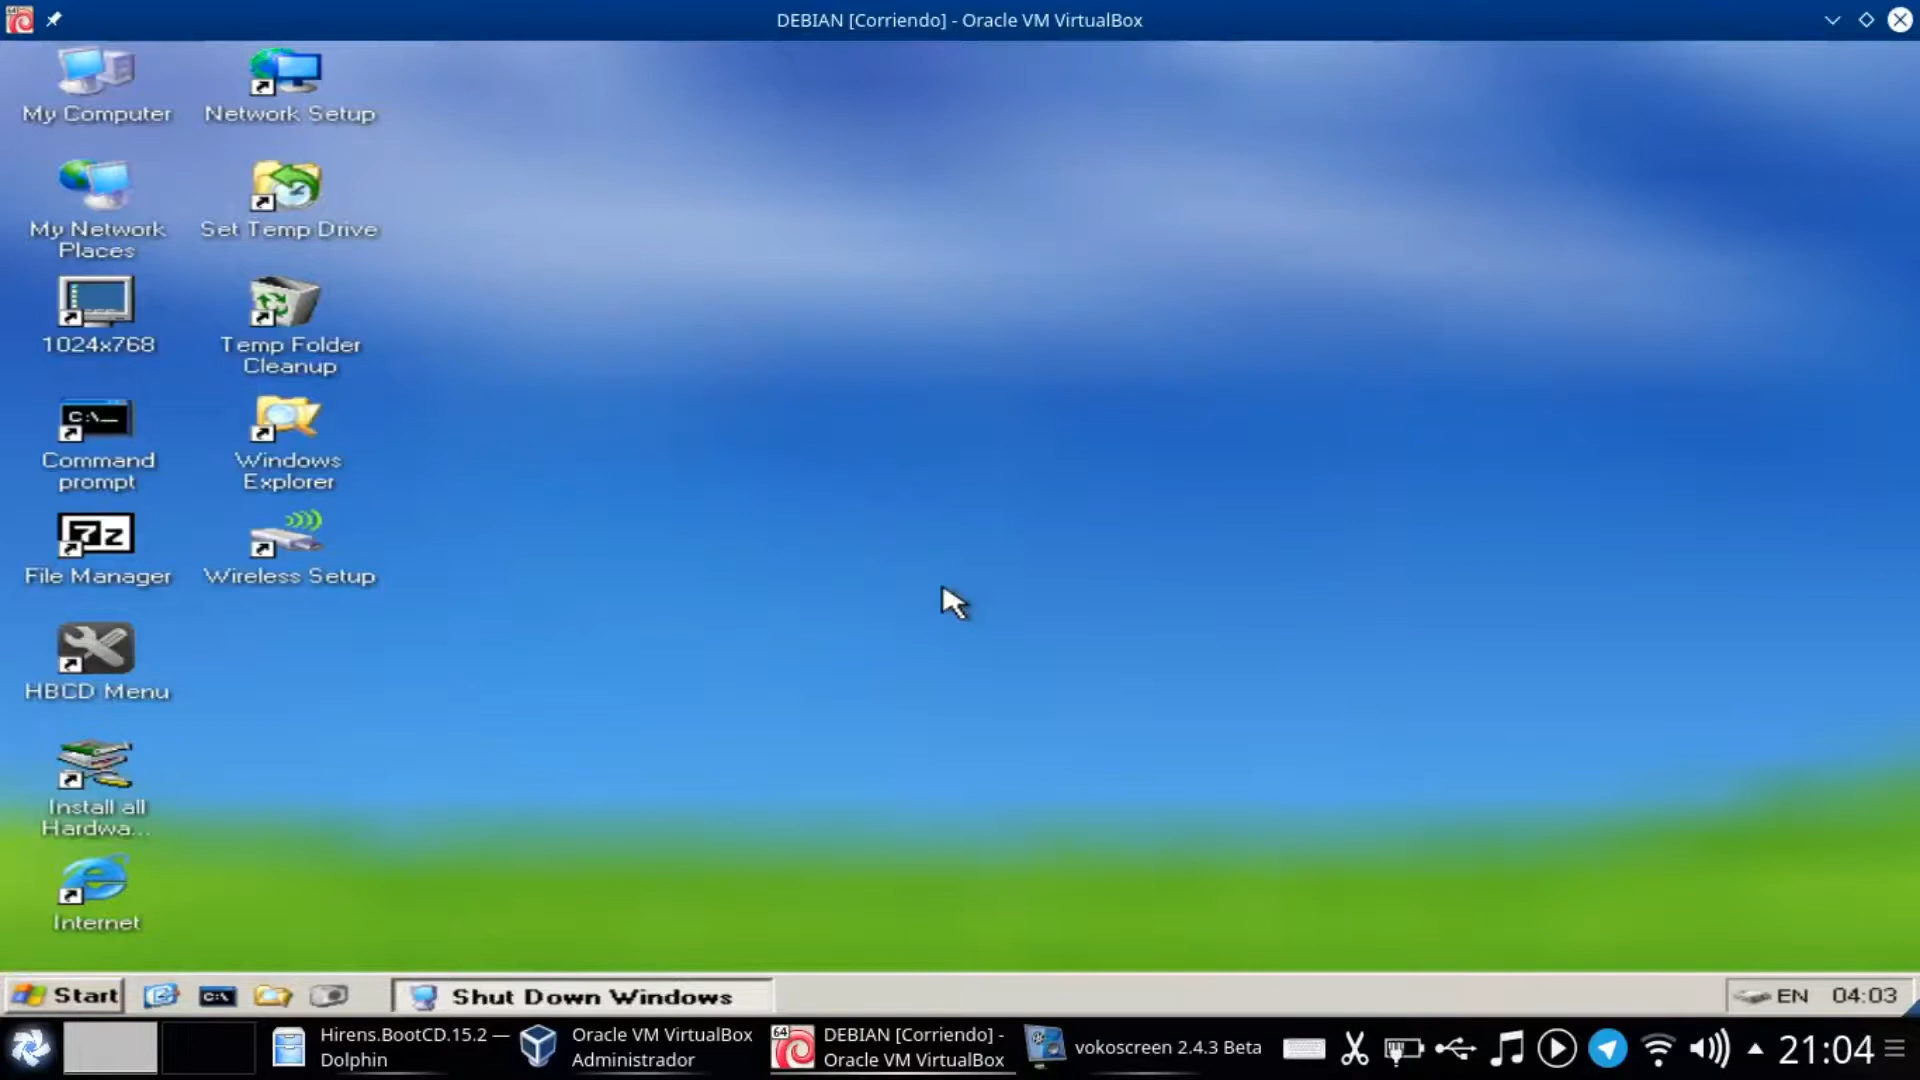 DEBIAN [Corriendo] - Oracle VM VirtualBox
My Computer
Network Setup
My Network
Places
Set Temp Drive
1024x768
Temp Folder
Cleanup
C:\_
Command
prompt
Windows
Explorer
7z
File Manager
Wireless Setup
HBCD Menu
Install all
Hardwa...
Internet
Start
C:\
Shut Down Windows
EN
04:03
Hirens.BootCD.15.2 —
Dolphin
Oracle VM VirtualBox
Administrador
64
DEBIAN [Corriendo] -
Oracle VM VirtualBox
vokoscreen 2.4.3 Beta
21:04